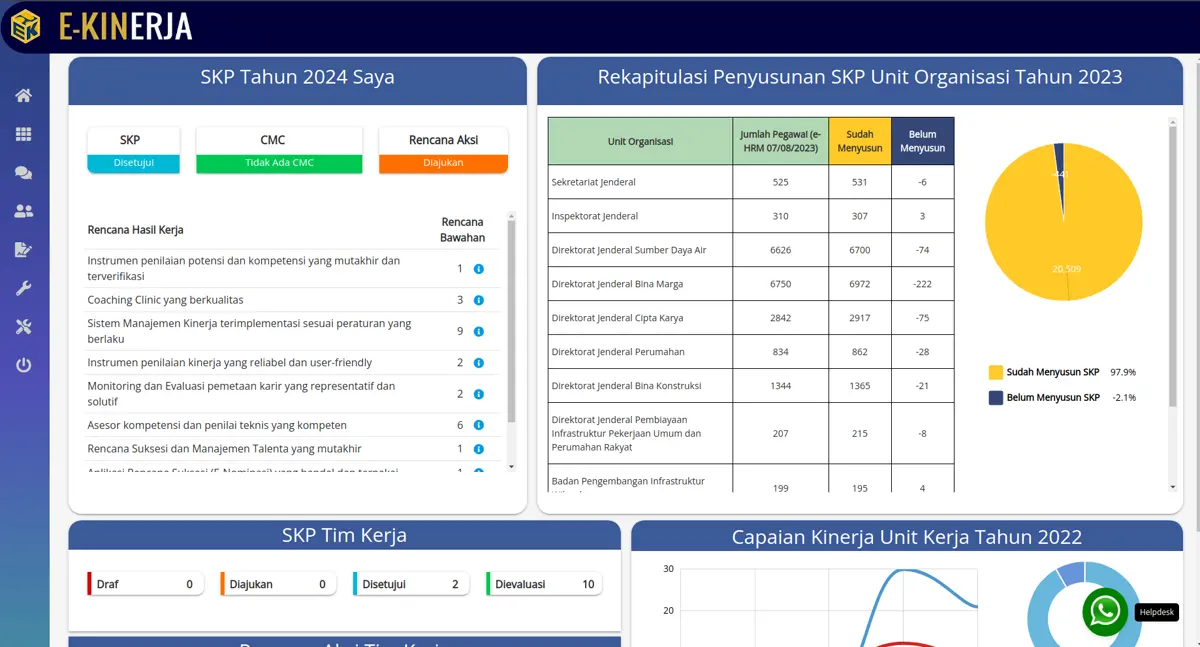 E-KINERJA
SKP Tahun 2024 Saya
SKP
Disetujui
CMC
Tidak Ada CMC
Rencana Aksi
Diajukan
Rencana Hasil Kerja
Rencana
Bawahan
Instrumen penilaian potensi dan kompetensi yang mutakhir dan
terverifikasi
1
Coaching Clinic yang berkualitas
3
Sistem Manajemen Kinerja terimplementasi sesuai peraturan yang
berlaku
9
Instrumen penilaian kinerja yang reliabel dan user-friendly
2
Monitoring dan Evaluasi pemetaan karir yang representatif dan
solutif
2
Asesor kompetensi dan penilai teknis yang kompeten
6
Rencana Suksesi dan Manajemen Talenta yang mutakhir
1
Aplikasi Rencana Suksesi (E-Nominasi) yang handal dan
1
Rekapitulasi Penyusunan SKP Unit Organisasi Tahun 2023
Unit Organisasi
Jumlah Pegawai (e-
HRM 07/08/2023)
Sudah
Menyusun
Belum
Menyusun
Sekretariat Jenderal 525 531 -6
Inspektorat Jenderal 310 307 3
Direktorat Jenderal Sumber Daya Air 6626 6700 -74
Direktorat Jenderal Bina Marga 6750 6972 -222
Direktorat Jenderal Cipta Karya 2842 2917 -75
Direktorat Jenderal Perumahan 834 862 -28
Direktorat Jenderal Bina Konstruksi 1344 1365 -21
Direktorat Jenderal Pembiayaan
Infrastruktur Pekerjaan Umum dan
Perumahan Rakyat
207 215 -8
Badan Pengembangan Infrastruktur
199 195 4
20,509
Sudah Menyusun SKP 97.9%
Belum Menyusun SKP -2.1%
SKP Tim Kerja
Draf 0
Diajukan 0
Disetujui 2
Dievaluasi 10
Capaian Kinerja Unit Kerja Tahun 2022
30
20
Helpdesk